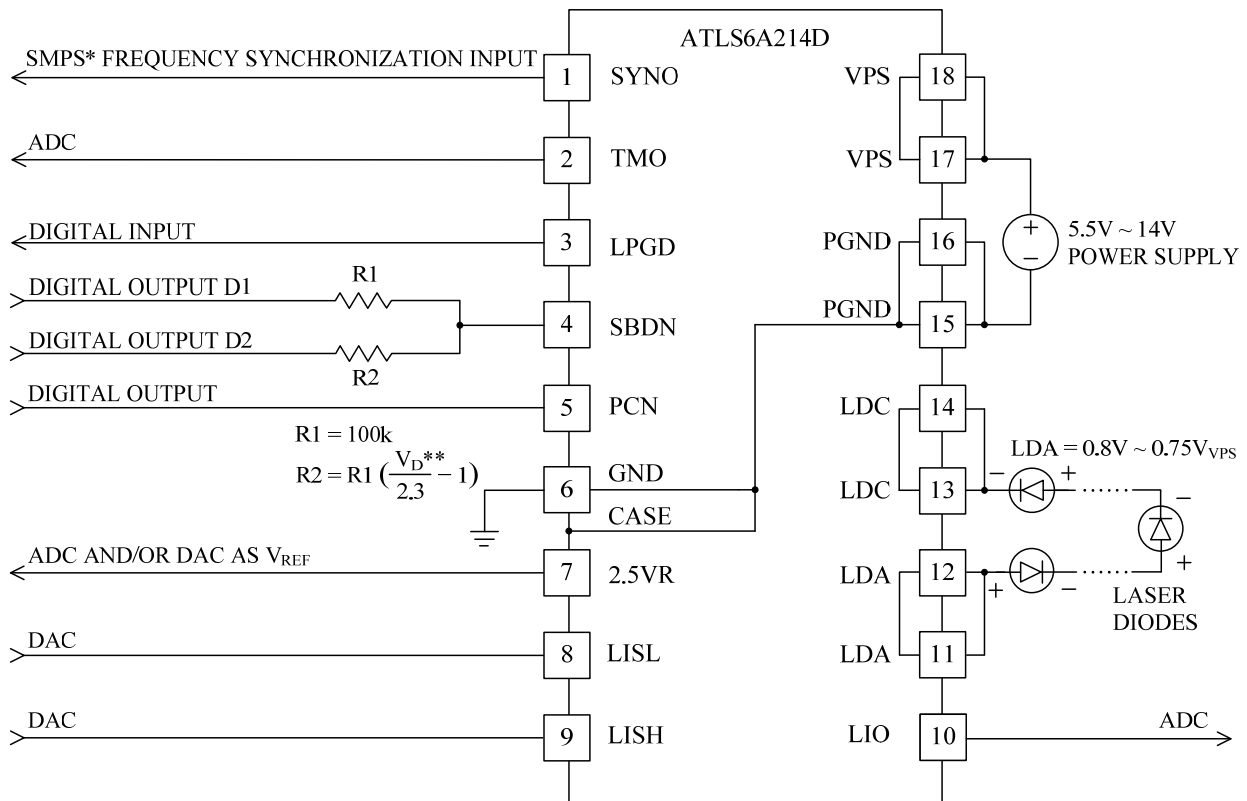 ATLS6A214D
SMPS* FREQUENCY SYNCHRONIZATION INPUT
1
SYNO
ADC
2
TMO
DIGITAL INPUT
3
LPGD
DIGITAL OUTPUT D1
R1
4
SBDN
DIGITAL OUTPUT D2
R2
DIGITAL OUTPUT
5
PCN
R1 = 100k
R2 = R1 (V_D**/2.3 − 1)
6
GND
CASE
ADC AND/OR DAC AS V_REF
7
2.5VR
DAC
8
LISL
DAC
9
LISH
VPS
18
VPS
17
+
−
5.5V ~ 14V
POWER SUPPLY
PGND
16
PGND
15
LDC
14
LDA = 0.8V ~ 0.75V_VPS
LDC
13
− +
−
+
LDA
12
+ −
LASER
DIODES
LDA
11
LIO
10
ADC